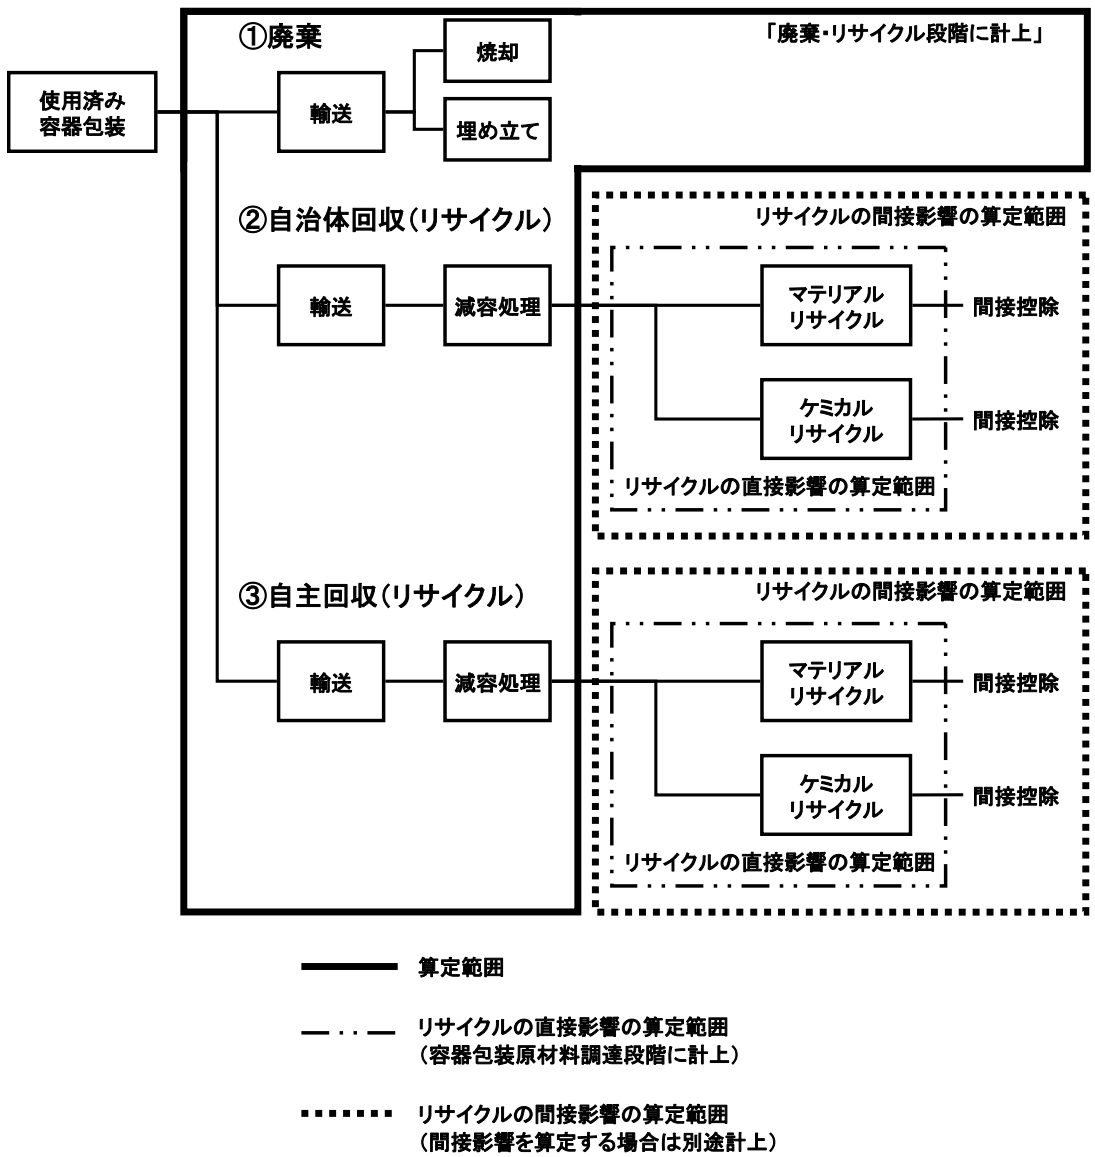 ①廃棄
「廃棄・リサイクル段階に計上」
使用済み
容器包装
輸送
焼却
埋め立て
②自治体回収（リサイクル）
輸送
減容処理
リサイクルの間接影響の算定範囲
マテリアル
リサイクル
間接控除
ケミカル
リサイクル
間接控除
リサイクルの直接影響の算定範囲
③自主回収（リサイクル）
輸送
減容処理
リサイクルの間接影響の算定範囲
マテリアル
リサイクル
間接控除
ケミカル
リサイクル
間接控除
リサイクルの直接影響の算定範囲
算定範囲
リサイクルの直接影響の算定範囲
（容器包装原材料調達段階に計上）
リサイクルの間接影響の算定範囲
（間接影響を算定する場合は別途計上）